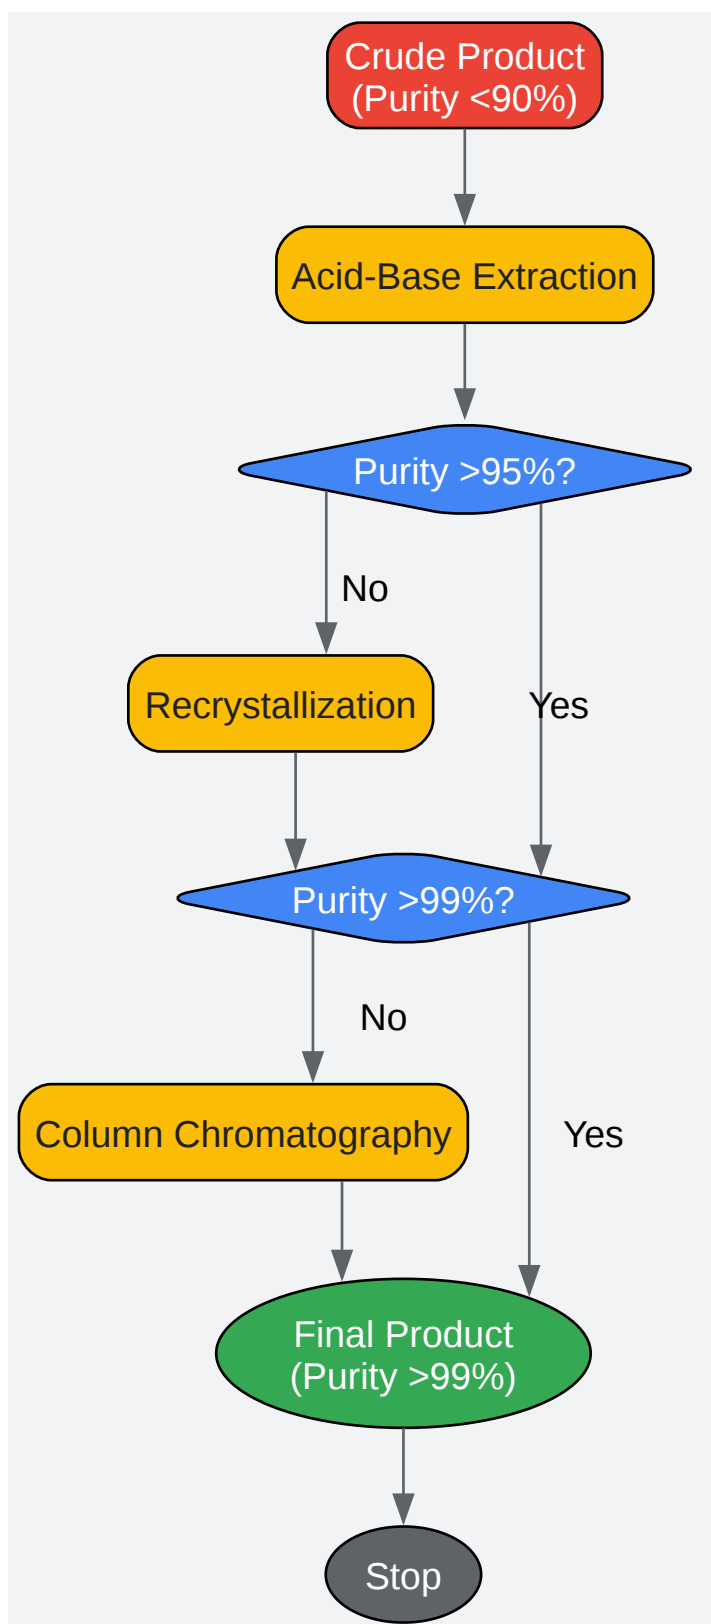 Crude Product
(Purity <90%)
Acid-Base Extraction
Purity >95%?
No
Recrystallization
Yes
Purity >99%?
No
Column Chromatography
Yes
Final Product
(Purity >99%)
Stop